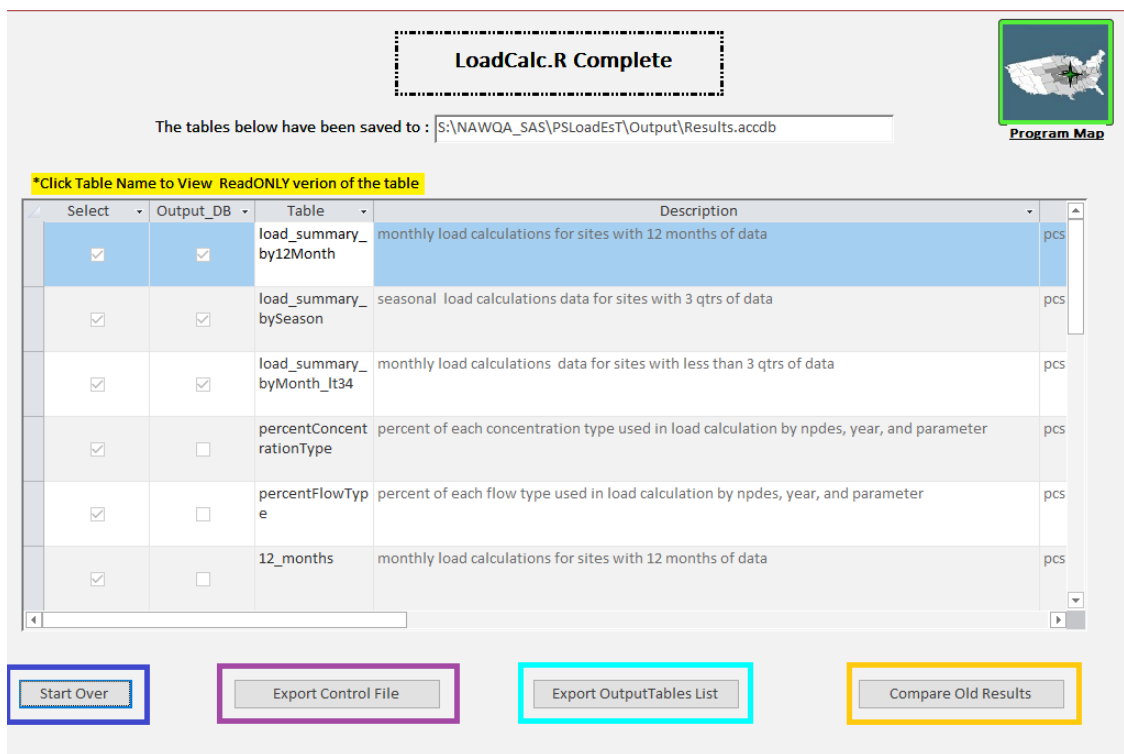 LoadCalc.R Complete
The tables below have been saved to : S:\NAWQA_SAS\PSLoadEsT\Output\Results.accdb
Program Map
*Click Table Name to View ReadONLY verion of the table
Select Output_DB Table Description
load_summary_ monthly load calculations for sites with 12 months of data pcs
by12Month
load_summary_ seasonal load calculations data for sites with 3 qtrs of data pcs
bySeason
load_summary_ monthly load calculations data for sites with less than 3 qtrs of data pcs
byMonth_lt34
percentConcent percent of each concentration type used in load calculation by npdes, year, and parameter pcs
rationType
percentFlowTyp percent of each flow type used in load calculation by npdes, year, and parameter pcs
e
12_months monthly load calculations for sites with 12 months of data pcs
Start Over Export Control File Export OutputTables List Compare Old Results